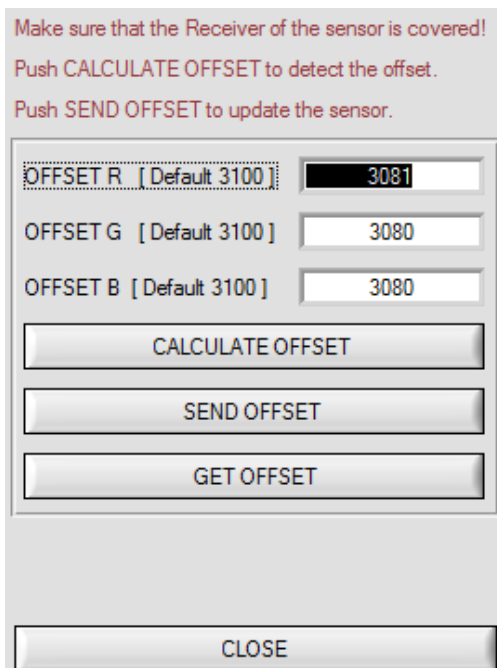 Make sure that the Receiver of the sensor is covered!
Push CALCULATE OFFSET to detect the offset.
Push SEND OFFSET to update the sensor.
OFFSET R [ Default 3100 ] 3081
OFFSET G [ Default 3100 ] 3080
OFFSET B [ Default 3100 ] 3080
CALCULATE OFFSET
SEND OFFSET
GET OFFSET
CLOSE